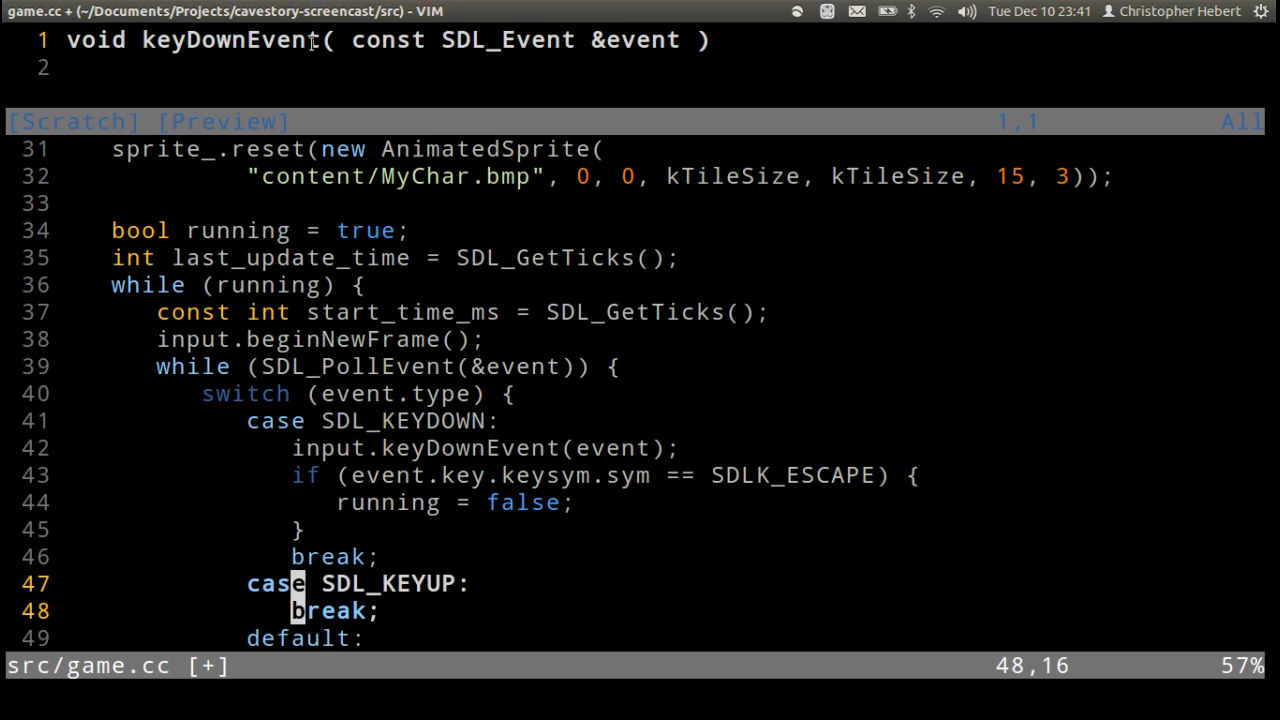 game.cc + (~/Documents/Projects/cavestory-screencast/src) - VIM Tue Dec 10 23:41 Christopher Hebert
1 void keyDownEvent( const SDL_Event &event )
2
[Scratch] [Preview] 1,1 All
31 sprite_.reset(new AnimatedSprite(
32 "content/MyChar.bmp", 0, 0, kTileSize, kTileSize, 15, 3));
33
34 bool running = true;
35 int last_update_time = SDL_GetTicks();
36 while (running) {
37 const int start_time_ms = SDL_GetTicks();
38 input.beginNewFrame();
39 while (SDL_PollEvent(&event)) {
40 switch (event.type) {
41 case SDL_KEYDOWN:
42 input.keyDownEvent(event);
43 if (event.key.keysym.sym == SDLK_ESCAPE) {
44 running = false;
45 }
46 break;
47 case SDL_KEYUP:
48 break;
49 default:
src/game.cc [+] 48,16 57%